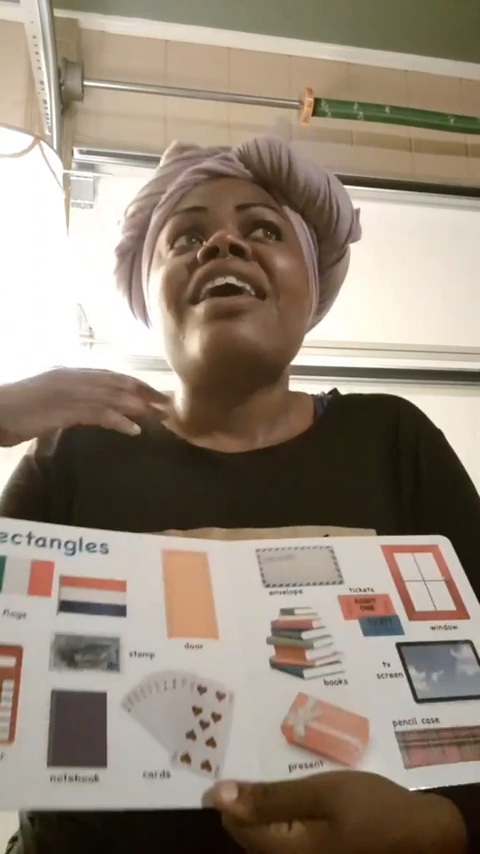 ectangles
flags
door
stamp
notebook
cards
envelope
tickets
ADMIT
ONE
window
books
tv
screen
present
pencil case